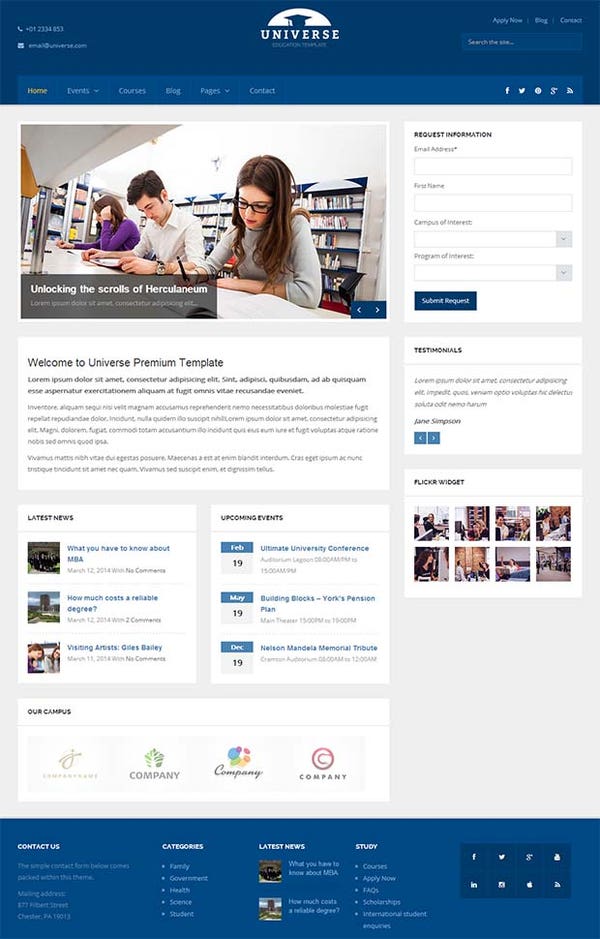 +01 2334 853
email@universe.com
UNIVERSE
EDUCATION TEMPLATE
Apply Now | Blog | Contact
Search the site...
Home Events Courses Blog Pages Contact
Unlocking the scrolls of Herculaneum
Lorem ipsum dolor sit amet, consectetur adipisicing elit...
REQUEST INFORMATION
Email Address*
First Name
Campus of Interest:
Program of Interest:
Submit Request
Welcome to Universe Premium Template
Lorem ipsum dolor sit amet, consectetur adipisicing elit. Sint, adipisci, quibusdam, ad ab quisquam
esse aspernatur exercitationem aliquam at fugit omnis vitae recusandae eveniet.
Inventore, aliquam sequi nisi velit magnam accusamus reprehenderit nemo necessitatibus doloribus molestiae fugit
repellat repudiandae dolor. Incidunt, nulla quidem illo suscipit nihil!Lorem ipsum dolor sit amet, consectetur adipisicing
elit. Magni, dolorem, fugiat, commodi totam accusantium illo incidunt quis eius eum iure et fugit voluptas atque ratione
nobis sed omnis quod ipsa.
Vivamus mattis nibh vitae dui egestas posuere. Maecenas a est at enim blandit interdum. Cras eget ipsum ac nunc
tristique tincidunt sit amet nec quam. Vivamus sed suscipit enim, et dignissim tellus.
TESTIMONIALS
Lorem ipsum dolor sit amet, consectetur adipisicing
elit. Impedit, quos, veniam optio voluptas hic delectus
soluta odit nemo harum
Jane Simpson
FLICKR WIDGET
LATEST NEWS
What you have to know about
MBA
March 12, 2014 With No Comments
How much costs a reliable
degree?
March 12, 2014 With 2 Comments
Visiting Artists: Giles Bailey
March 11, 2014 With No Comments
UPCOMING EVENTS
Feb
19
Ultimate University Conference
Auditorium Lagoon 08:00AM/PM to
15:00AM/PM
May
19
Building Blocks – York's Pension
Plan
Main Theater 15:00PM to 19:00PM
Dec
19
Nelson Mandela Memorial Tribute
Cramton Auditorium 08:00AM to 12:00AM
OUR CAMPUS
COMPANYNAME
COMPANY
Company
COMPANY
CONTACT US
The simple contact form below comes
packed within this theme.
Mailing address:
877 Filbert Street
Chester, PA 19013
CATEGORIES
Family
Government
Health
Science
Student
LATEST NEWS
What you have to
know about MBA
How much costs
a reliable degree?
STUDY
Courses
Apply Now
FAQs
Scholarships
International student
enquiries